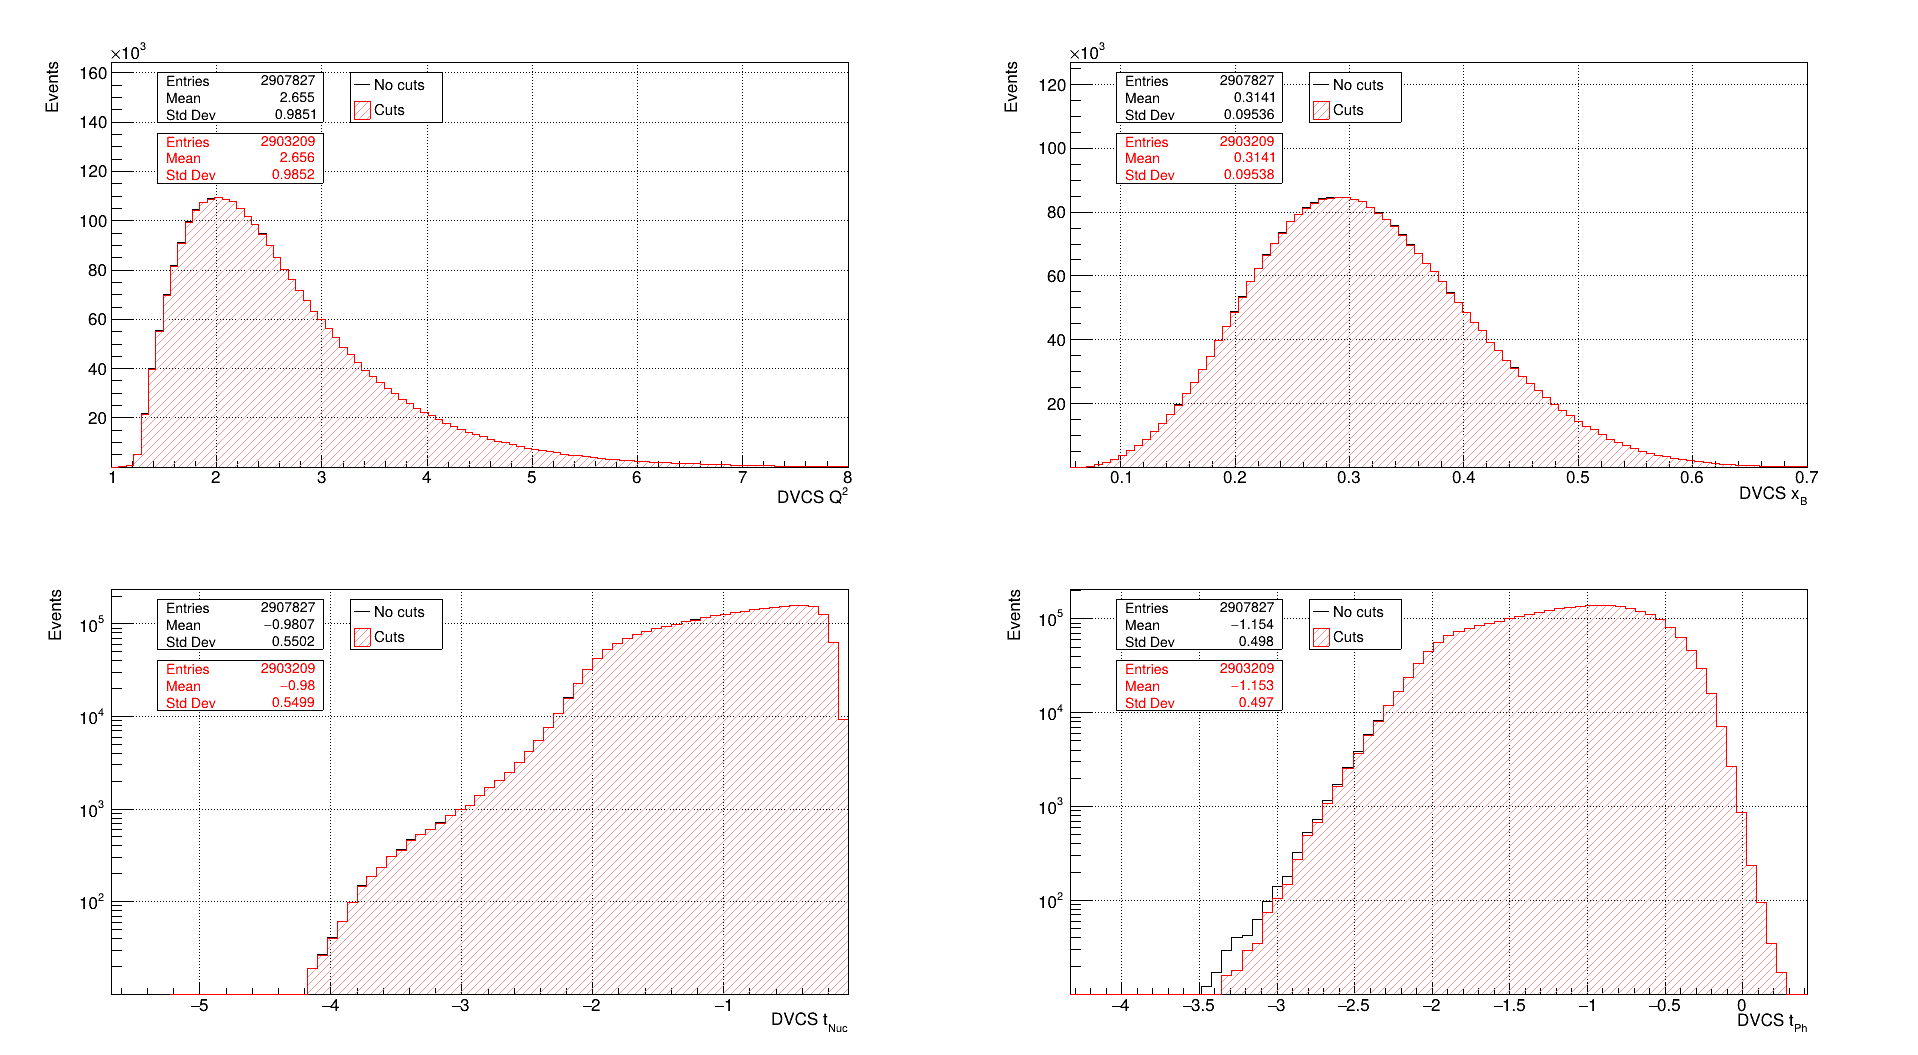 ×10³
Events
160
140
120
100
80
60
40
20
Entries 2907827
Mean 2.655
Std Dev 0.9851
Entries 2903209
Mean 2.656
Std Dev 0.9852
No cuts
Cuts
1 2 3 4 5 6 7 8
DVCS Q²
×10³
Events
120
100
80
60
40
20
Entries 2907827
Mean 0.3141
Std Dev 0.09536
Entries 2903209
Mean 0.3141
Std Dev 0.09538
No cuts
Cuts
0.1 0.2 0.3 0.4 0.5 0.6 0.7
DVCS x_B
Events
10⁵
10⁴
10³
10²
Entries 2907827
Mean −0.9807
Std Dev 0.5502
Entries 2903209
Mean −0.98
Std Dev 0.5499
No cuts
Cuts
−5 −4 −3 −2 −1
DVCS t_Nuc
Events
10⁵
10⁴
10³
10²
Entries 2907827
Mean −1.154
Std Dev 0.498
Entries 2903209
Mean −1.153
Std Dev 0.497
No cuts
Cuts
−4 −3.5 −3 −2.5 −2 −1.5 −1 −0.5 0
DVCS t_Ph